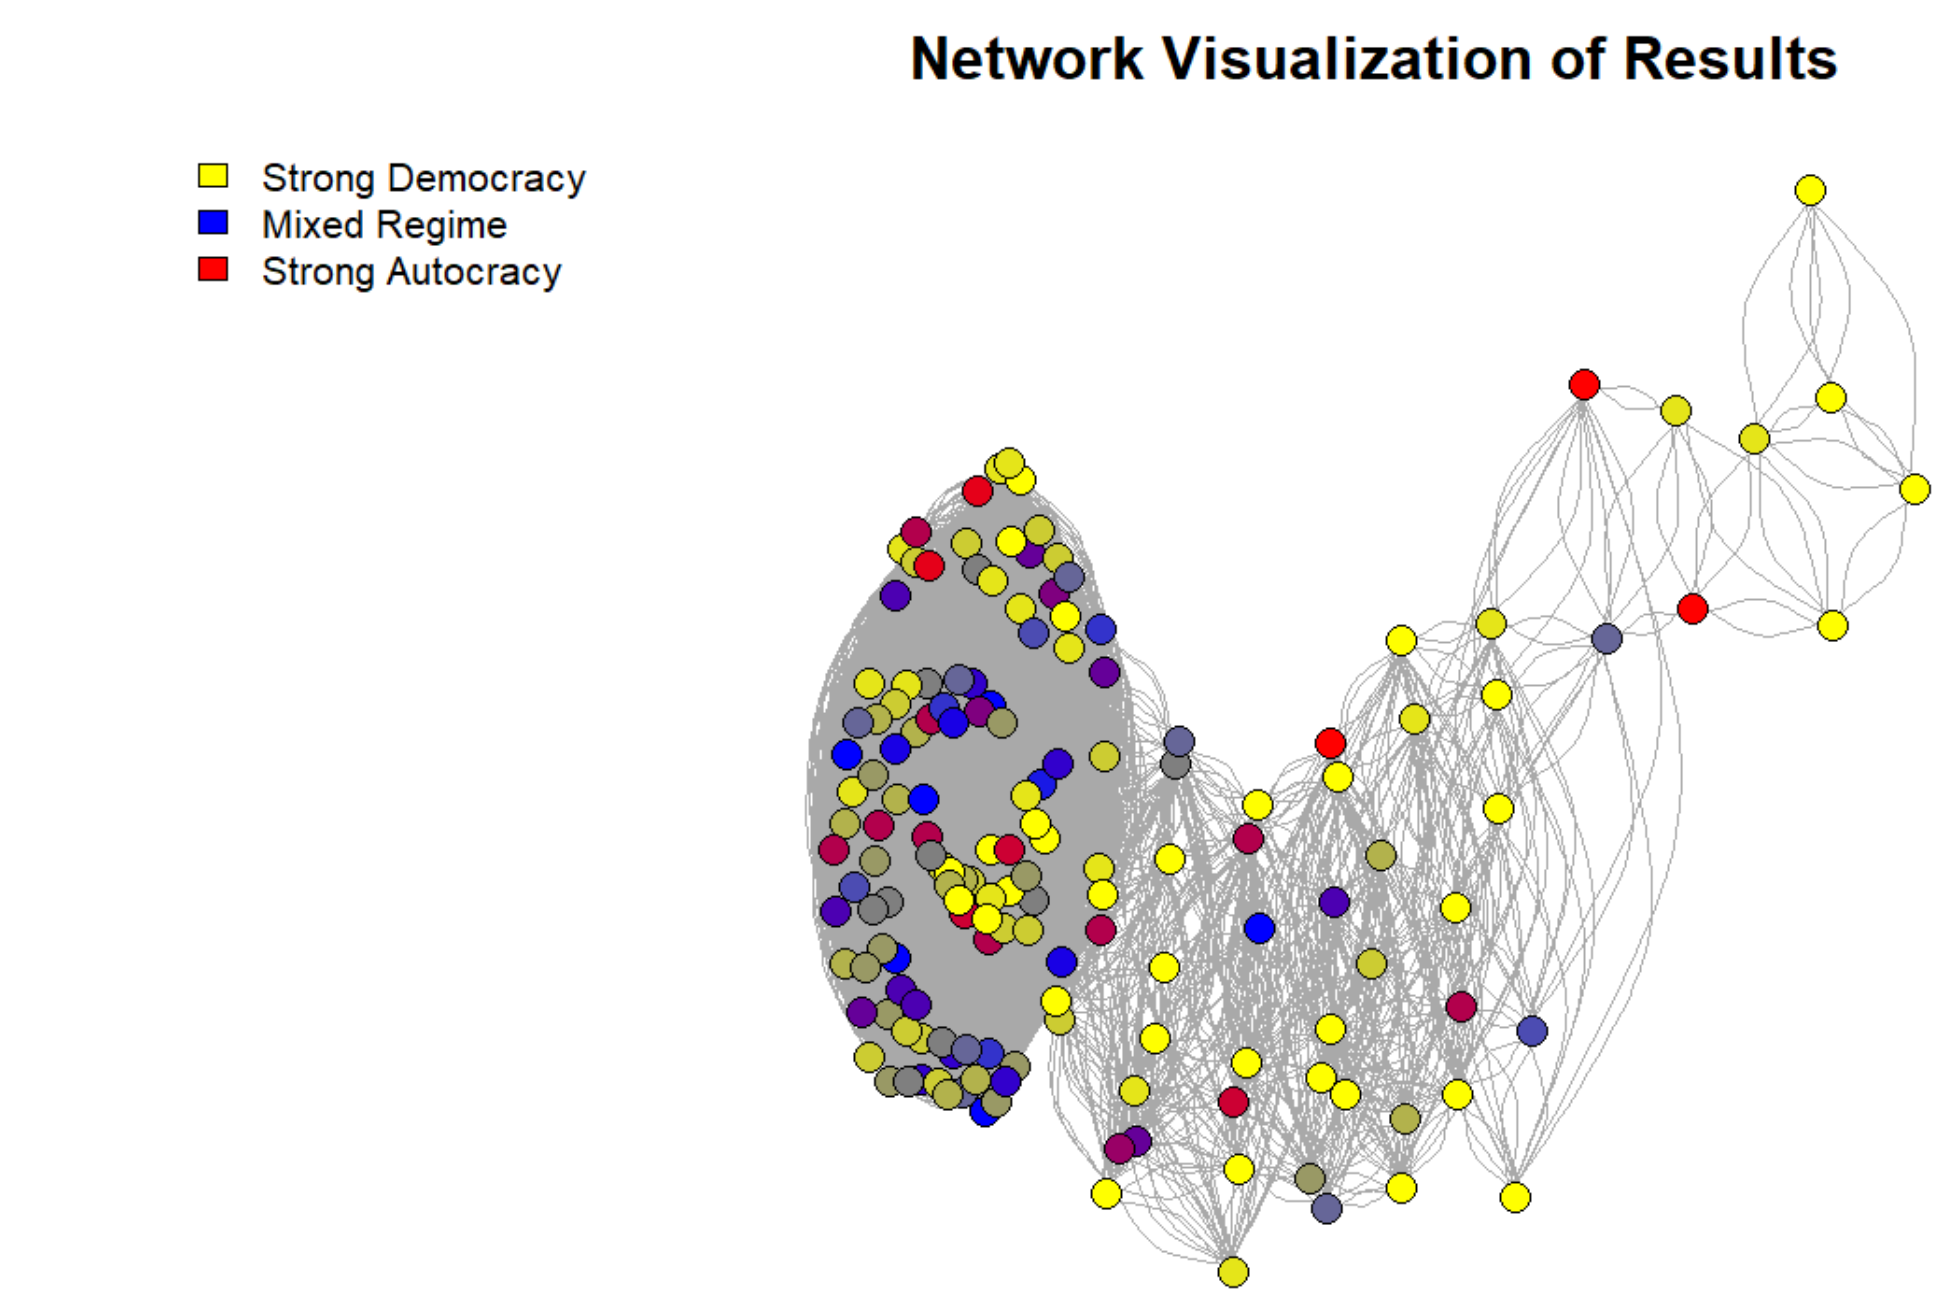 Network Visualization of Results
Strong Democracy
Mixed Regime
Strong Autocracy